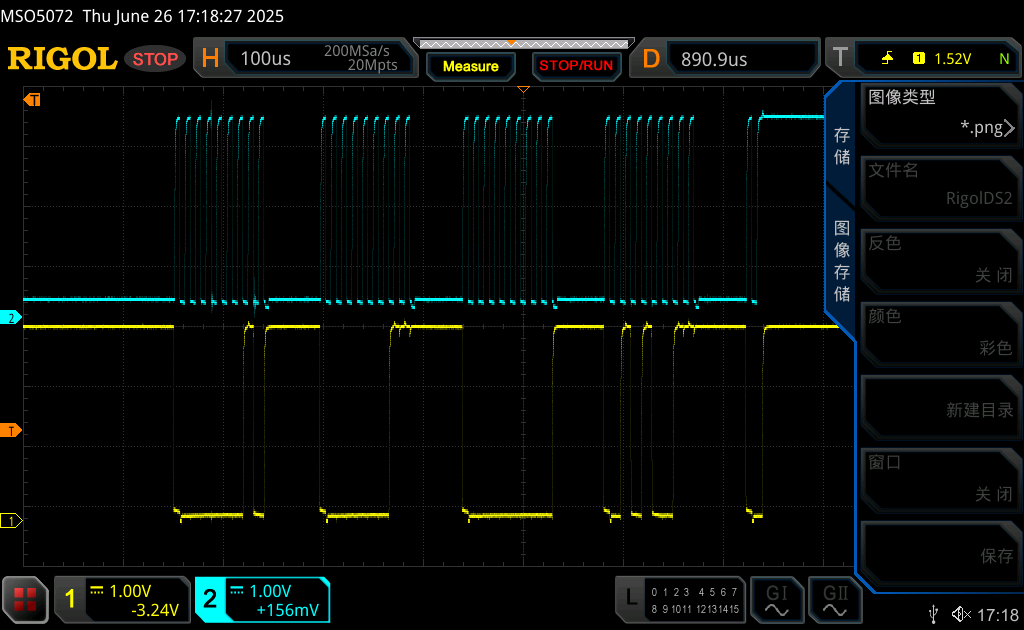 MSO5072 Thu June 26 17:18:27 2025
RIGOL STOP H 100us 200MSa/s 20Mpts Measure STOP/RUN D 890.9us T 1 1.52V N
T
图像类型
*.png
存储
文件名
RigolDS2
图像存储
反色
关闭
2
颜色
彩色
新建目录
T
窗口
关闭
1
保存
1 1.00V -3.24V
2 1.00V +156mV
L 0 1 2 3 4 5 6 7
8 9 10 11 12 13 14 15
GI
GII
17:18